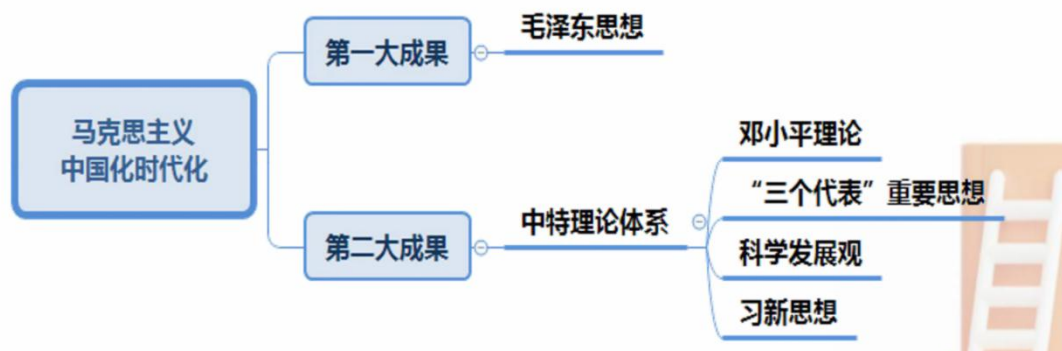 马克思主义
中国化时代化
第一大成果
毛泽东思想
第二大成果
中特理论体系
邓小平理论
“三个代表”重要思想
科学发展观
习新思想